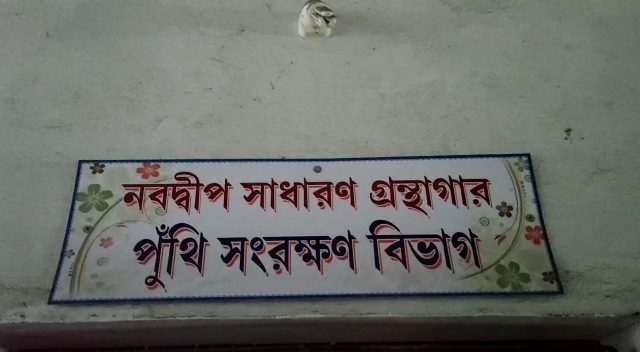 নবদ্বীপ সাধারণ গ্রন্থাগার
পুঁথি সংরক্ষণ বিভাগ